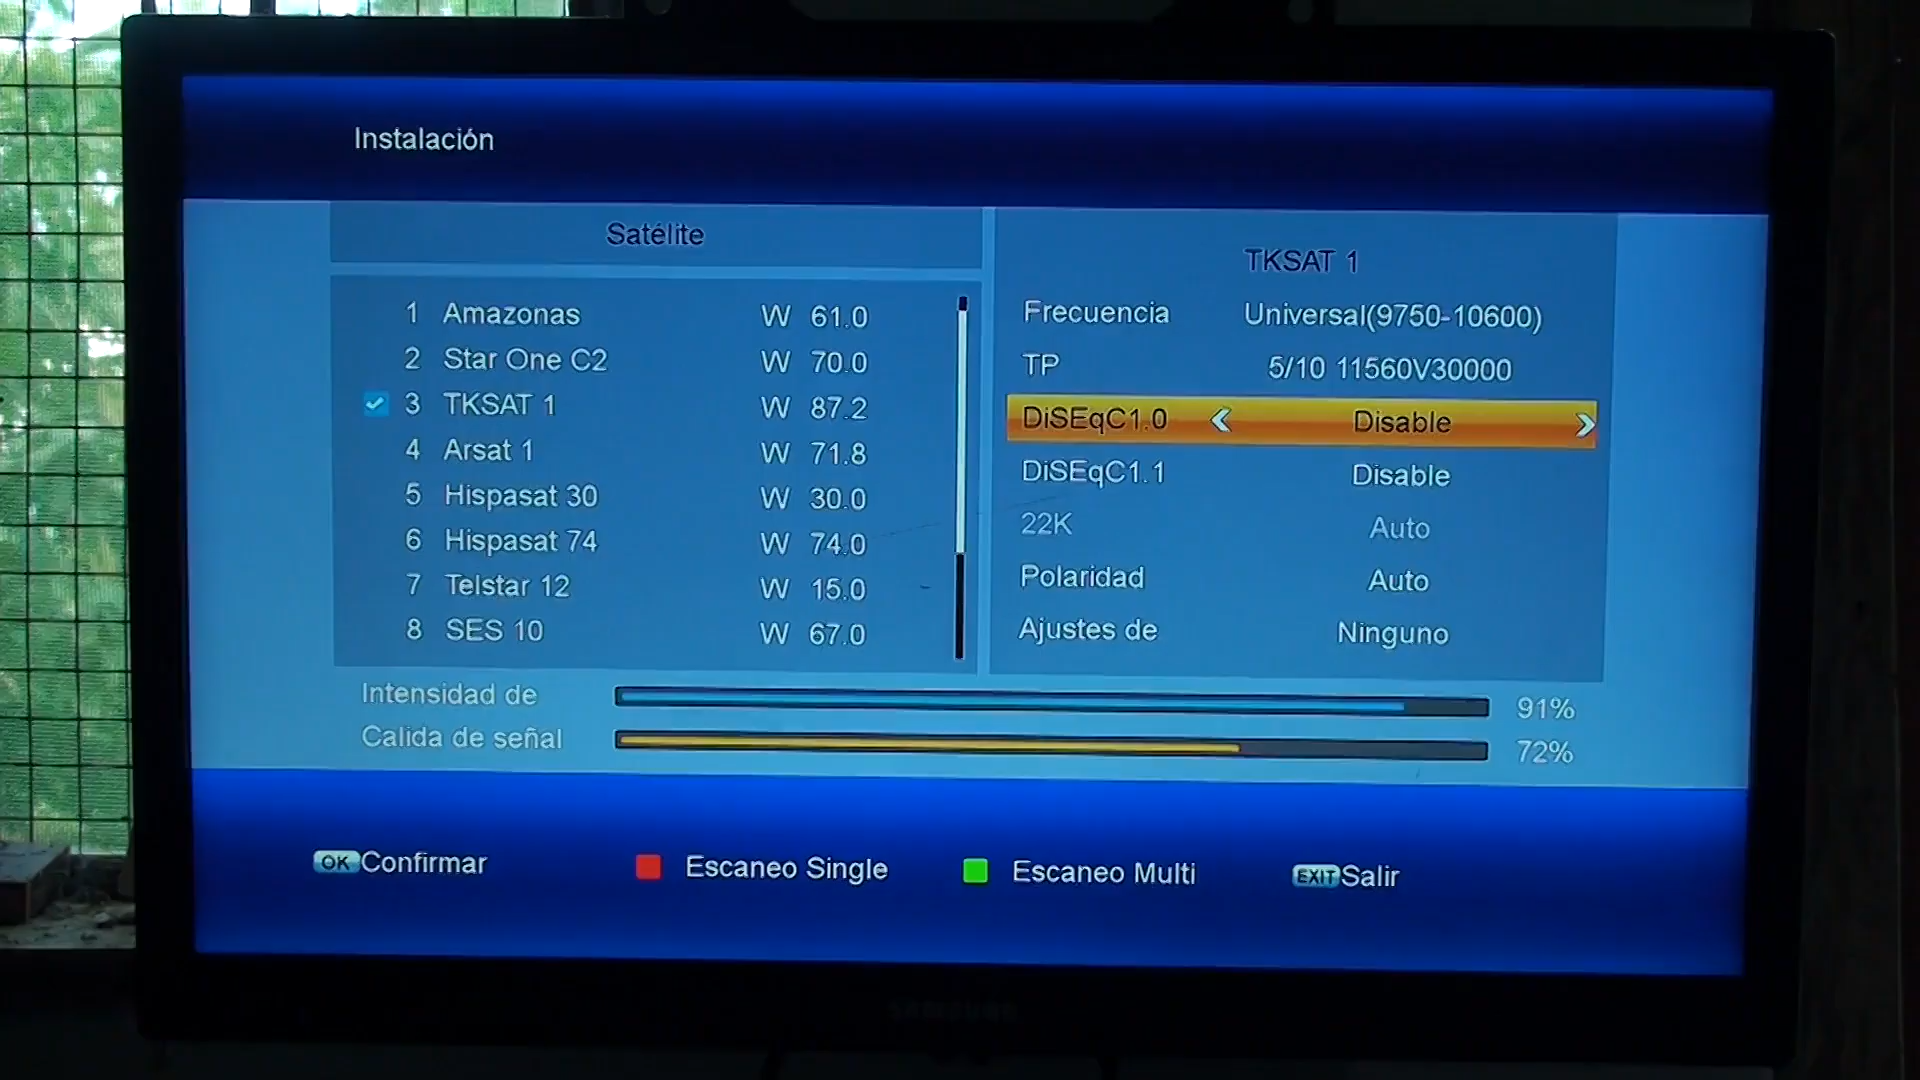 Instalación
Satélite
1 Amazonas W 61.0
2 Star One C2 W 70.0
3 TKSAT 1 W 87.2
4 Arsat 1 W 71.8
5 Hispasat 30 W 30.0
6 Hispasat 74 W 74.0
7 Telstar 12 W 15.0
8 SES 10 W 67.0
TKSAT 1
Frecuencia Universal(9750-10600)
TP 5/10 11560V30000
DiSEqC1.0 Disable
DiSEqC1.1 Disable
22K Auto
Polaridad Auto
Ajustes de Ninguno
Intensidad de 91%
Calida de señal 72%
OK Confirmar Escaneo Single Escaneo Multi EXIT Salir
SAMSUNG